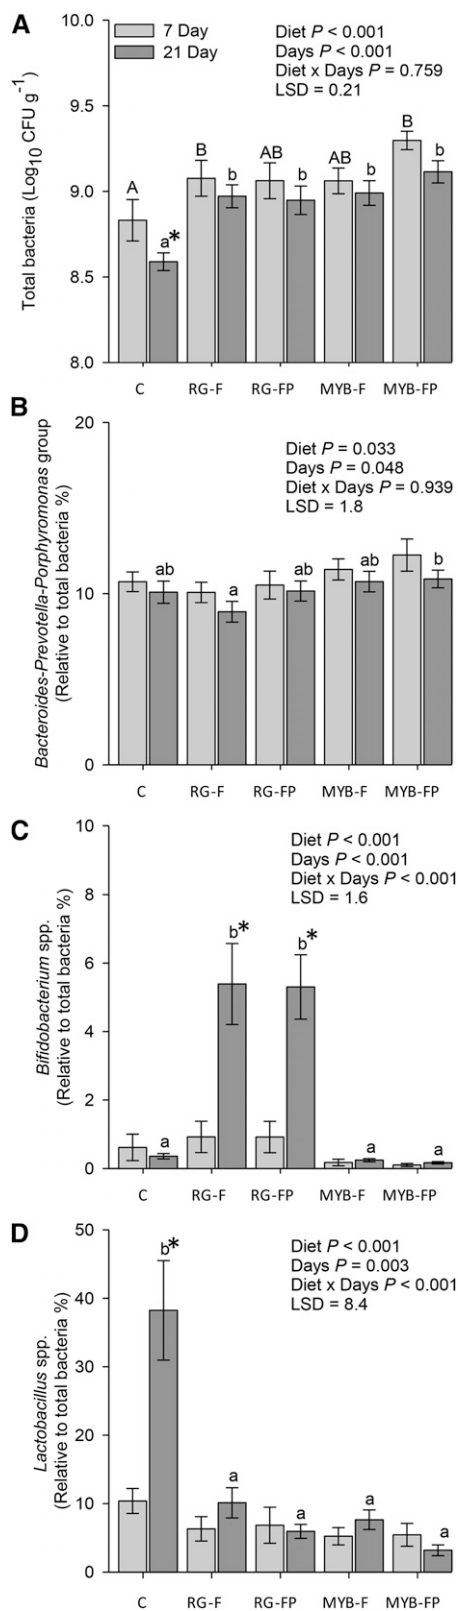 A
7 Day
21 Day
Diet P < 0.001
Days P < 0.001
Diet x Days P = 0.759
LSD = 0.21
Total bacteria (Log10 CFU g-1)
10.0
9.5
9.0
8.5
8.0
A
a*
B
b
AB
b
AB
b
B
b
C RG-F RG-FP MYB-F MYB-FP
B
Diet P = 0.033
Days P = 0.048
Diet x Days P = 0.939
LSD = 1.8
Bacteroides-Prevotella-Porphyromonas group
(Relative to total bacteria %)
20
10
0
ab
a
ab
ab
b
C RG-F RG-FP MYB-F MYB-FP
C
Diet P < 0.001
Days P < 0.001
Diet x Days P < 0.001
LSD = 1.6
Bifidobacterium spp.
(Relative to total bacteria %)
10
8
6
4
2
0
a
b*
b*
a
a
C RG-F RG-FP MYB-F MYB-FP
D
Diet P < 0.001
Days P = 0.003
Diet x Days P < 0.001
LSD = 8.4
Lactobacillus spp.
(Relative to total bacteria %)
50
40
30
20
10
0
b*
a
a
a
a
C RG-F RG-FP MYB-F MYB-FP